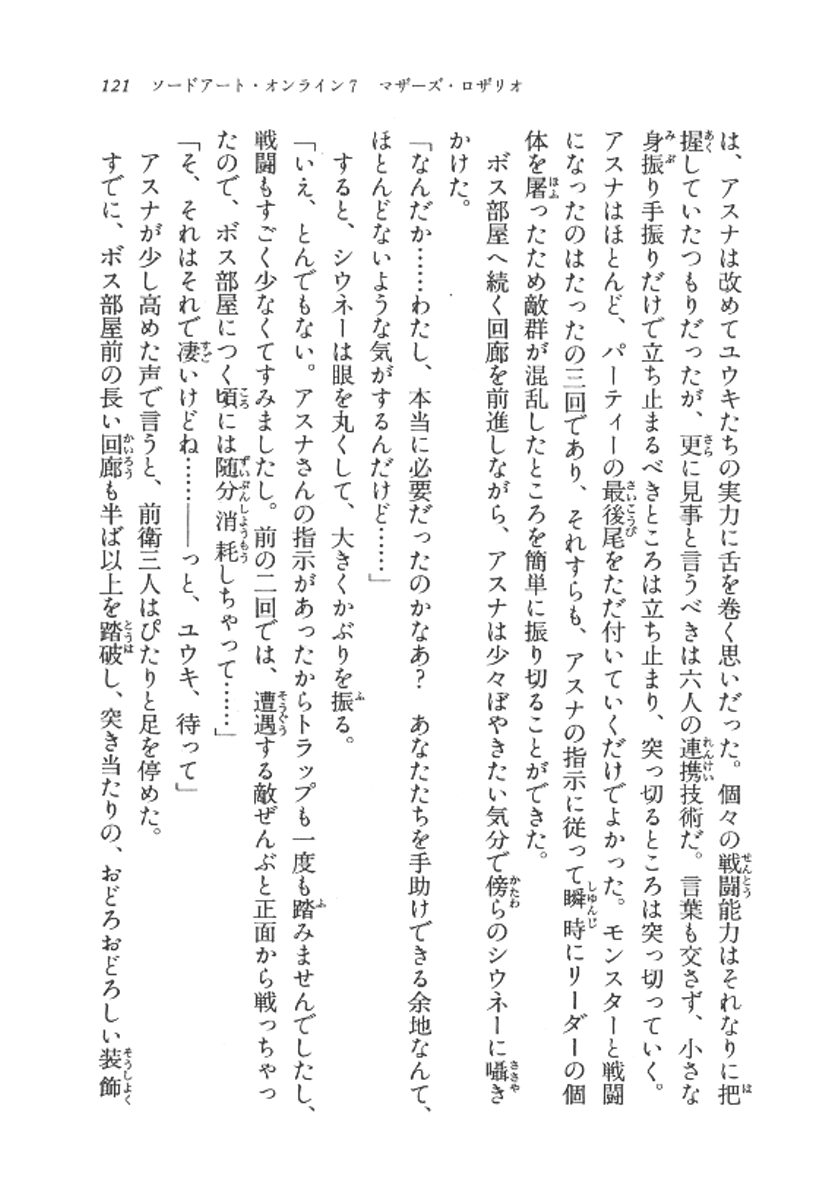 121 ソードアート・オンライン7 マザーズ・ロザリオ
は、アスナは改めてユウキたちの実力に舌を巻く思いだった。個々の戦闘能力はそれなりに把
握していたつもりだったが、更に見事と言うべきは六人の連携技術だ。言葉も交さず、小さな
身振り手振りだけで立ち止まるべきところは立ち止まり、突っ切るところは突っ切っていく。
アスナはほとんど、パーティーの最後尾をただ付いていくだけでよかった。モンスターと戦闘
になったのはたったの三回であり、それすらも、アスナの指示に従って瞬時にリーダーの個
体を屠ったため敵群が混乱したところを簡単に振り切ることができた。
ボス部屋へ続く回廊を前進しながら、アスナは少々ぼやきたい気分で傍らのシウネーに囁き
かけた。
「なんだか……わたし、本当に必要だったのかなあ? あなたたちを手助けできる余地なんて、
ほとんどないような気がするんだけど……」
すると、シウネーは眼を丸くして、大きくかぶりを振る。
「いえ、とんでもない。アスナさんの指示があったからトラップも一度も踏みませんでしたし、
戦闘もすごく少なくてすみましたし。前の二回では、遭遇する敵ぜんぶと正面から戦っちゃっ
たので、ボス部屋につく頃には随分消耗しちゃって……」
「そ、それはそれで凄いけどね……――っと、ユウキ、待って」
アスナが少し高めた声で言うと、前衛三人はぴたりと足を停めた。
すでに、ボス部屋前の長い回廊も半ば以上を踏破し、突き当たりの、おどろおどろしい装飾